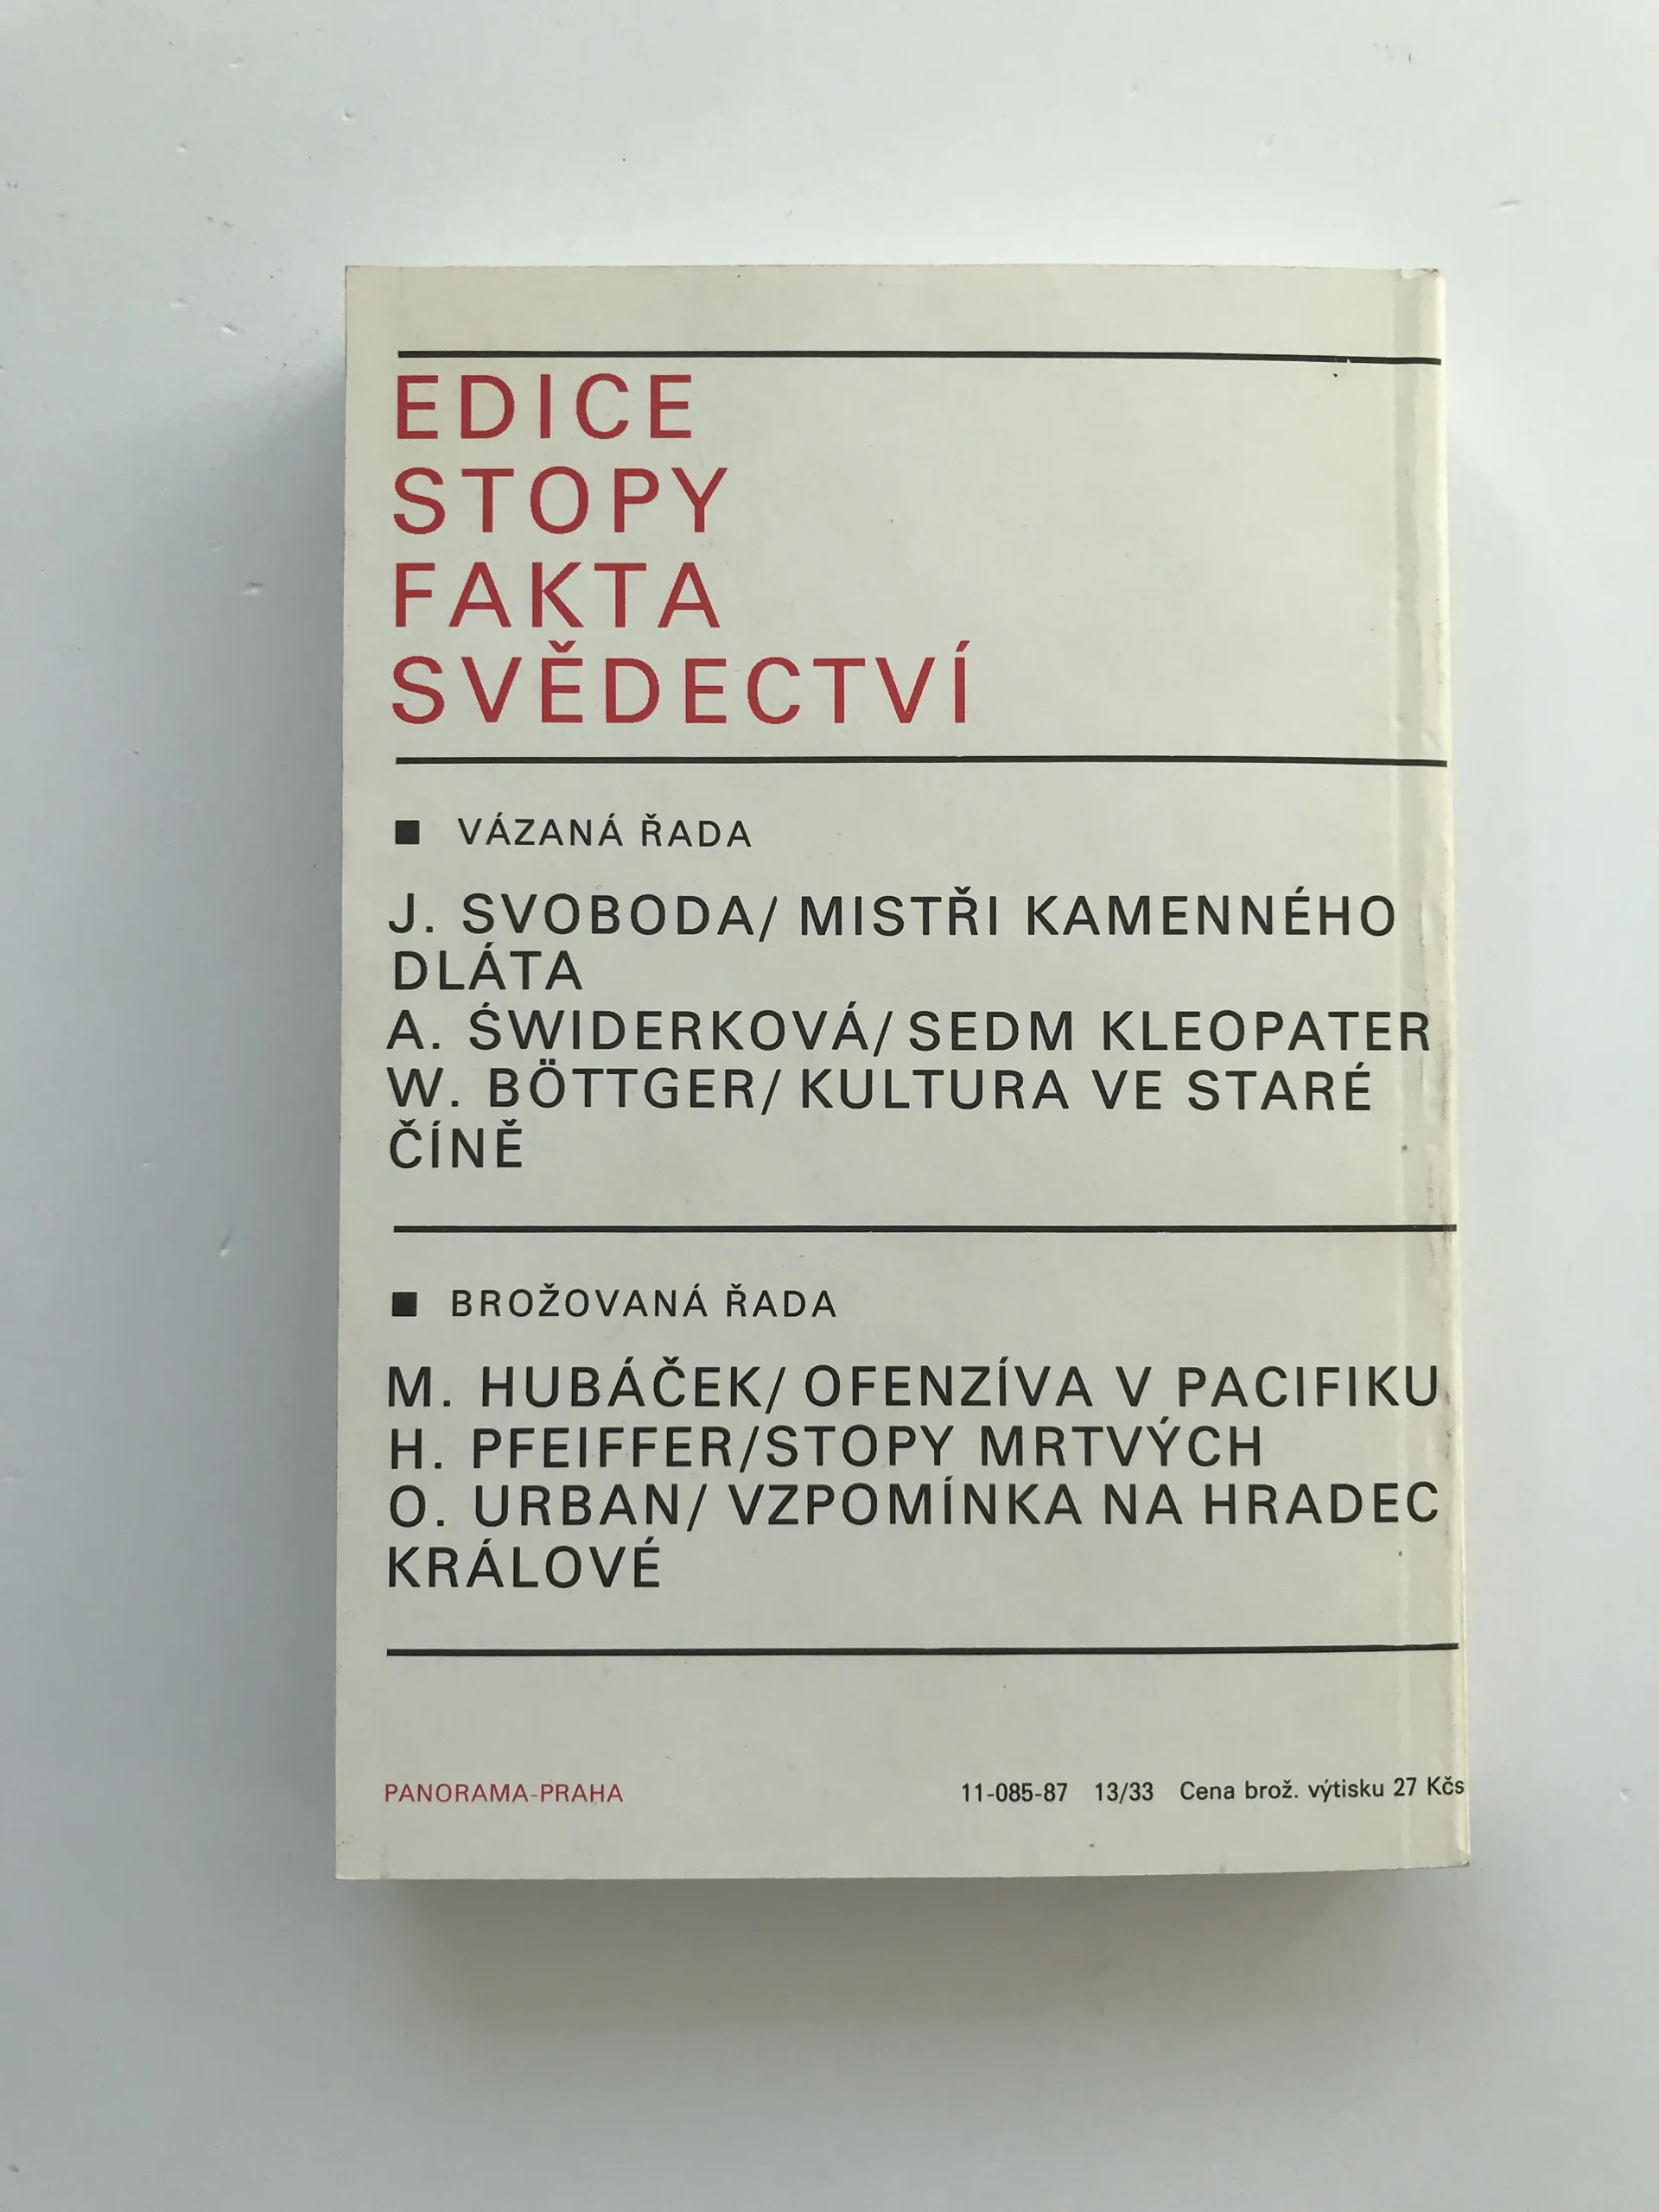 EDICE
STOPY
FAKTA
SVĚDECTVÍ
■ VÁZANÁ ŘADA
J. SVOBODA/ MISTŘI KAMENNÉHO
DLÁTA
A. ŚWIDERKOVÁ/ SEDM KLEOPATER
W. BÖTTGER/ KULTURA VE STARÉ
ČÍNĚ
■ BROŽOVANÁ ŘADA
M. HUBÁČEK/ OFENZÍVA V PACIFIKU
H. PFEIFFER/STOPY MRTVÝCH
O. URBAN/ VZPOMÍNKA NA HRADEC
KRÁLOVÉ
PANORAMA-PRAHA 11-085-87 13/33 Cena brož. výtisku 27 Kčs